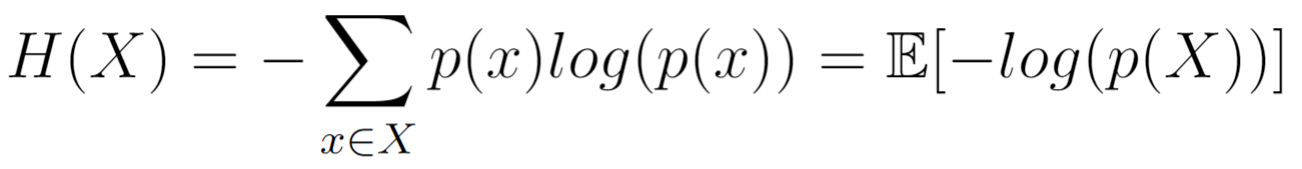 H(X) = − ∑ p(x)log(p(x)) = 𝔼[−log(p(X))]
x∈X